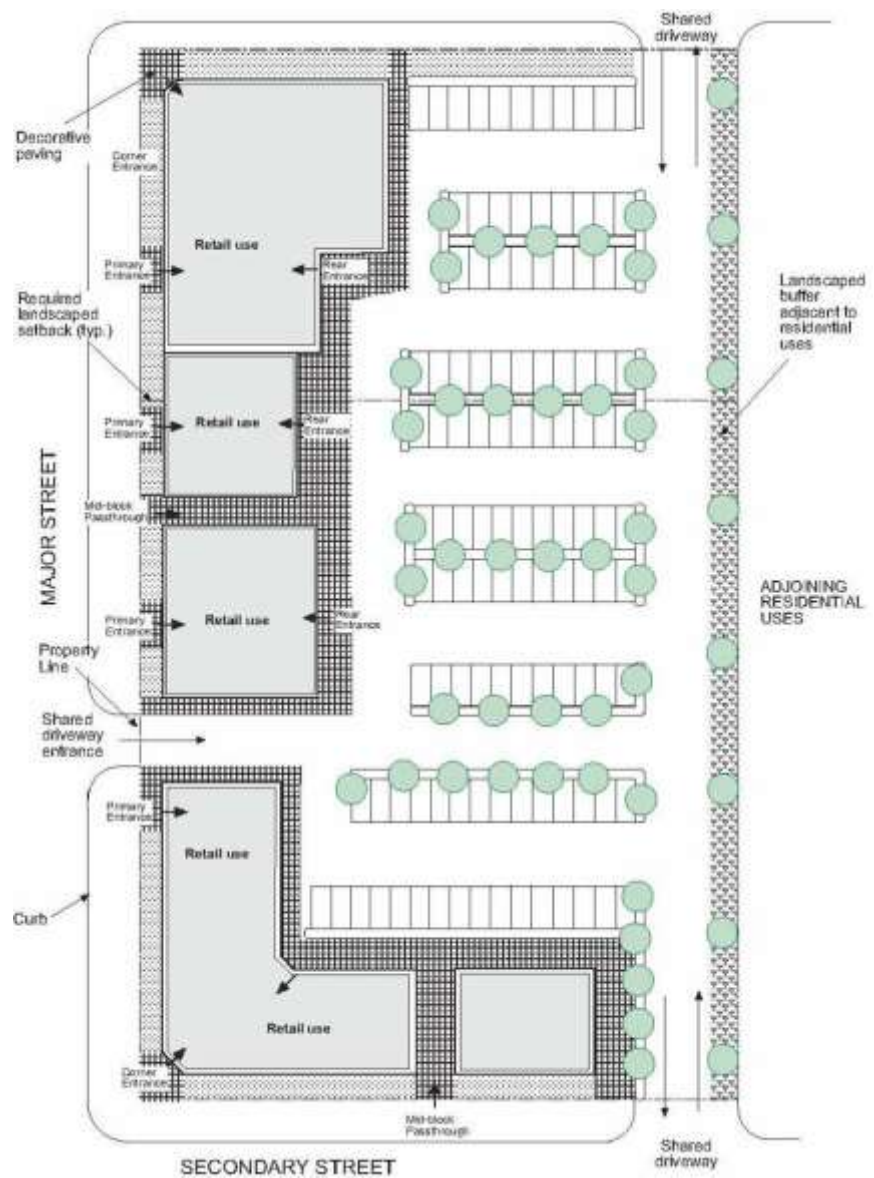 Shared
driveway
Decorative
paving
Corner
Entrance
Retail use
Primary
Entrance
Rear
Entrance
Required
landscaped
setback (typ.)
Landscaped
buffer
adjacent to
residential
uses
Primary
Entrance
Retail use
Rear
Entrance
MAJOR STREET
Mid-block
Passthrough
Primary
Entrance
Retail use
Rear
Entrance
ADJOINING
RESIDENTIAL
USES
Property
Line
Shared
driveway
entrance
Primary
Entrance
Retail use
Curb
Retail use
Corner
Entrance
Mid-block
Passthrough
Shared
driveway
SECONDARY STREET